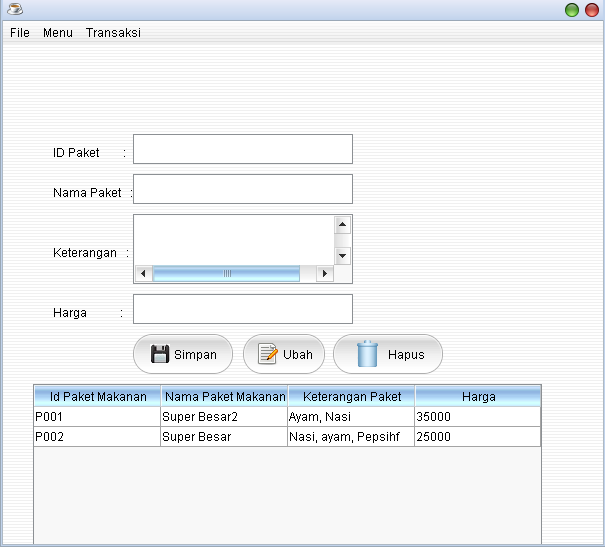 File Menu Transaksi
ID Paket :
Nama Paket :
Keterangan :
Harga :
Simpan Ubah Hapus
Id Paket Makanan Nama Paket Makanan Keterangan Paket Harga
P001 Super Besar2 Ayam, Nasi 35000
P002 Super Besar Nasi, ayam, Pepsihf 25000